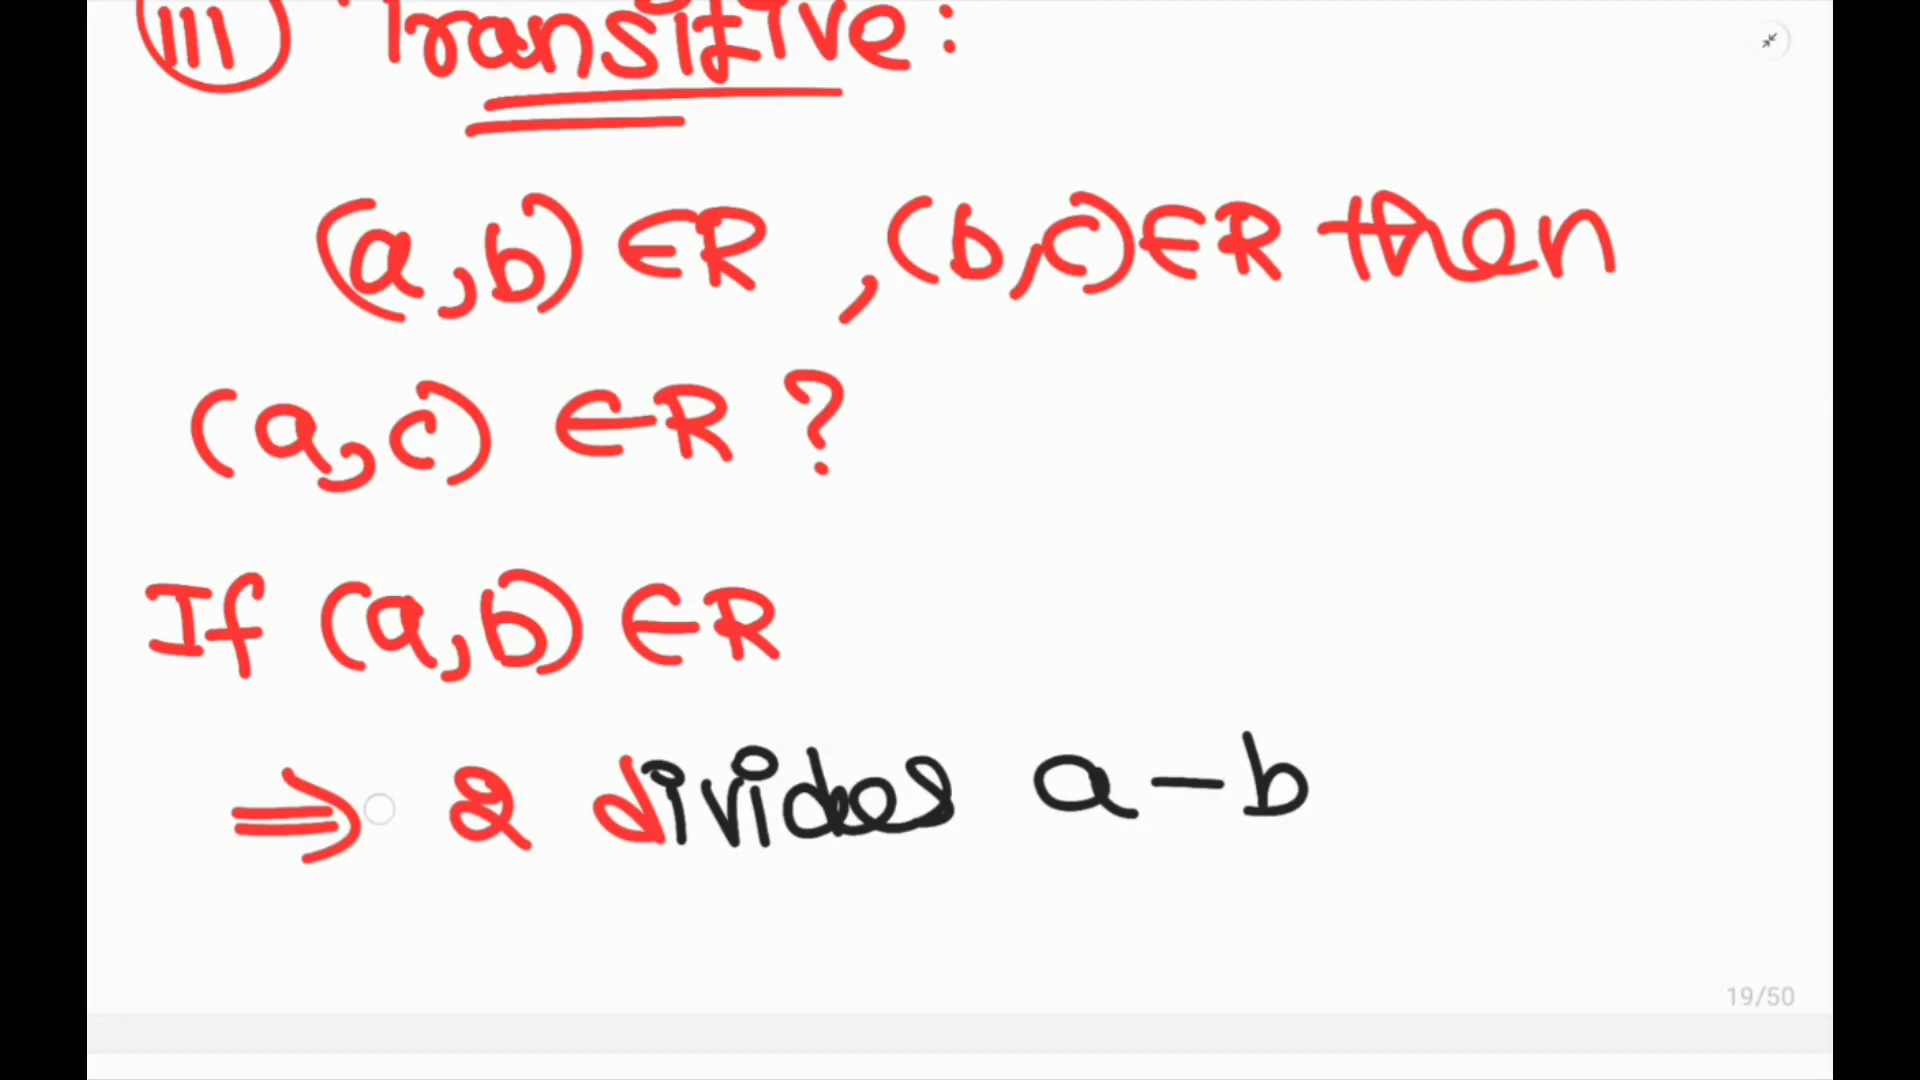 iii) Transitive:
(a,b) ∈R ,(b,c)∈R then
(a,c) ∈R ?
If (a,b) ∈R
⇒ 2 divides a-b
19/50